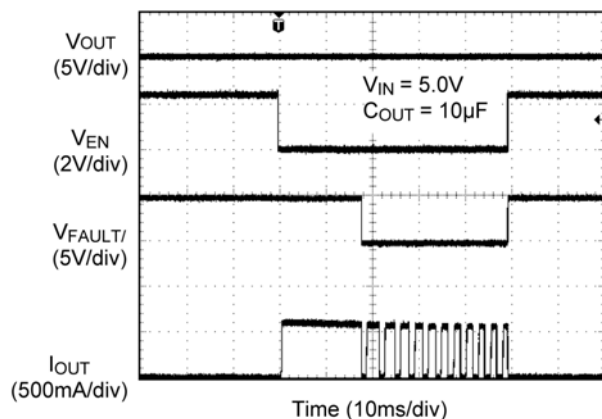 T
VOUT
(5V/div)
VIN = 5.0V
COUT = 10µF
VEN
(2V/div)
VFAULT/
(5V/div)
IOUT
(500mA/div)
Time (10ms/div)